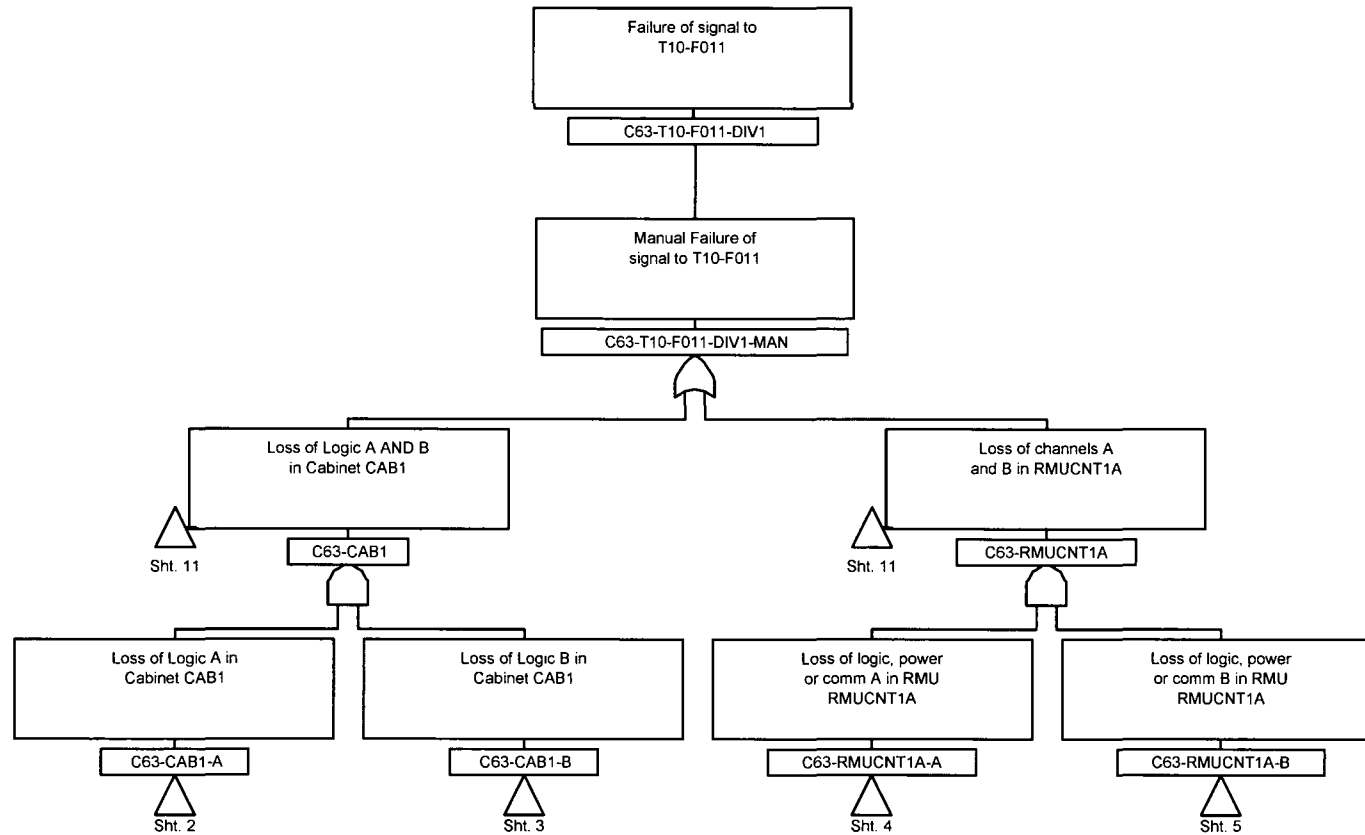 Failure of signal to
T10-F011
C63-T10-F011-DIV1
Manual Failure of
signal to T10-F011
C63-T10-F011-DIV1-MAN
Loss of Logic A AND B
in Cabinet CAB1
Sht. 11
C63-CAB1
Loss of channels A
and B in RMUCNT1A
Sht. 11
C63-RMUCNT1A
Loss of Logic A in
Cabinet CAB1
C63-CAB1-A
Sht. 2
Loss of Logic B in
Cabinet CAB1
C63-CAB1-B
Sht. 3
Loss of logic, power
or comm A in RMU
RMUCNT1A
C63-RMUCNT1A-A
Sht. 4
Loss of logic, power
or comm B in RMU
RMUCNT1A
C63-RMUCNT1A-B
Sht. 5